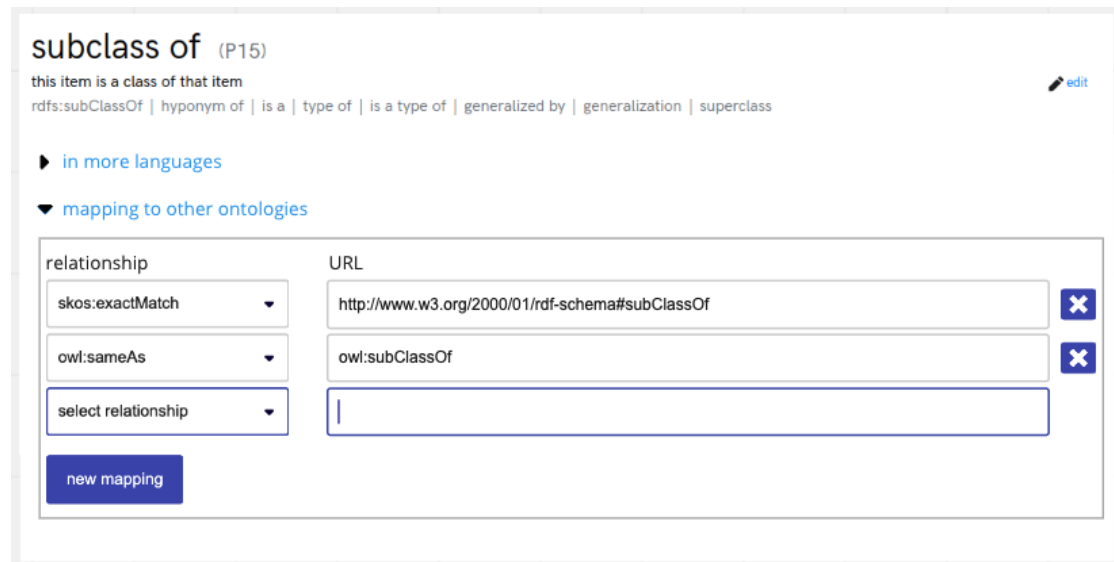 subclass of (P15)
this item is a class of that item
edit
rdfs:subClassOf | hyponym of | is a | type of | is a type of | generalized by | generalization | superclass
in more languages
mapping to other ontologies
relationship URL
skos:exactMatch http://www.w3.org/2000/01/rdf-schema#subClassOf
owl:sameAs owl:subClassOf
select relationship
new mapping